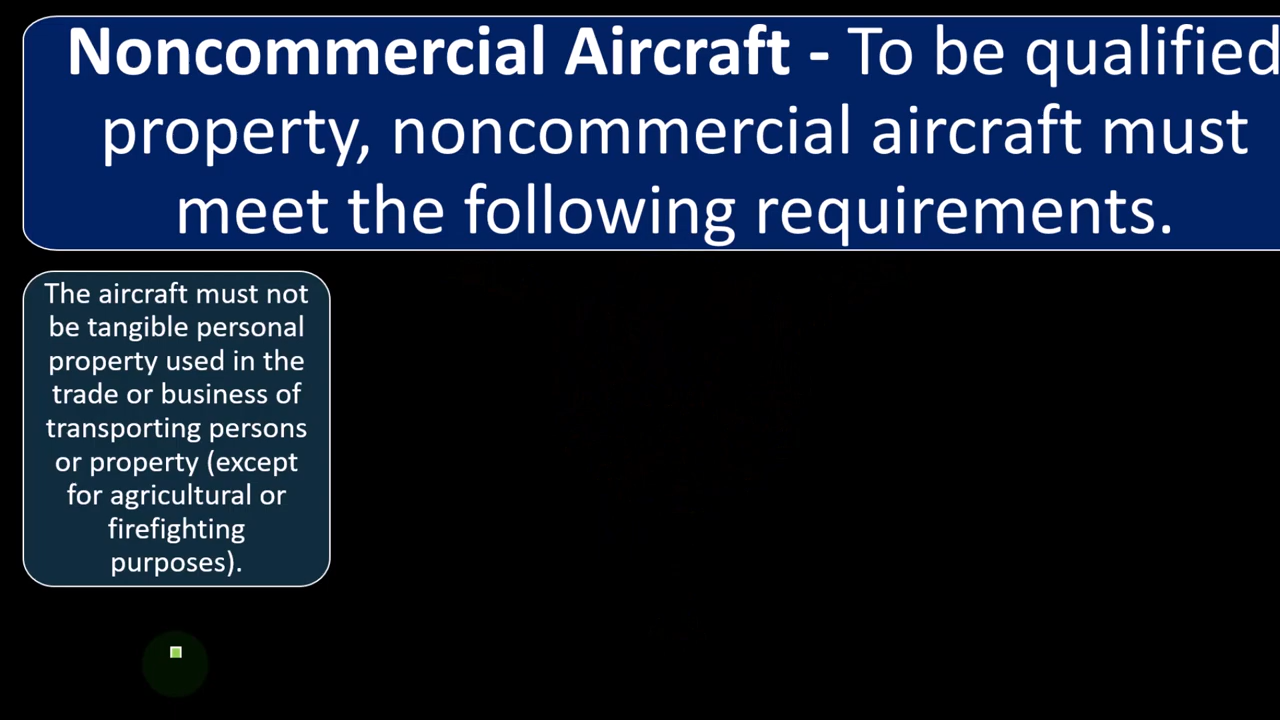 Noncommercial Aircraft - To be qualified
property, noncommercial aircraft must
meet the following requirements.
The aircraft must not
be tangible personal
property used in the
trade or business of
transporting persons
or property (except
for agricultural or
firefighting
purposes).